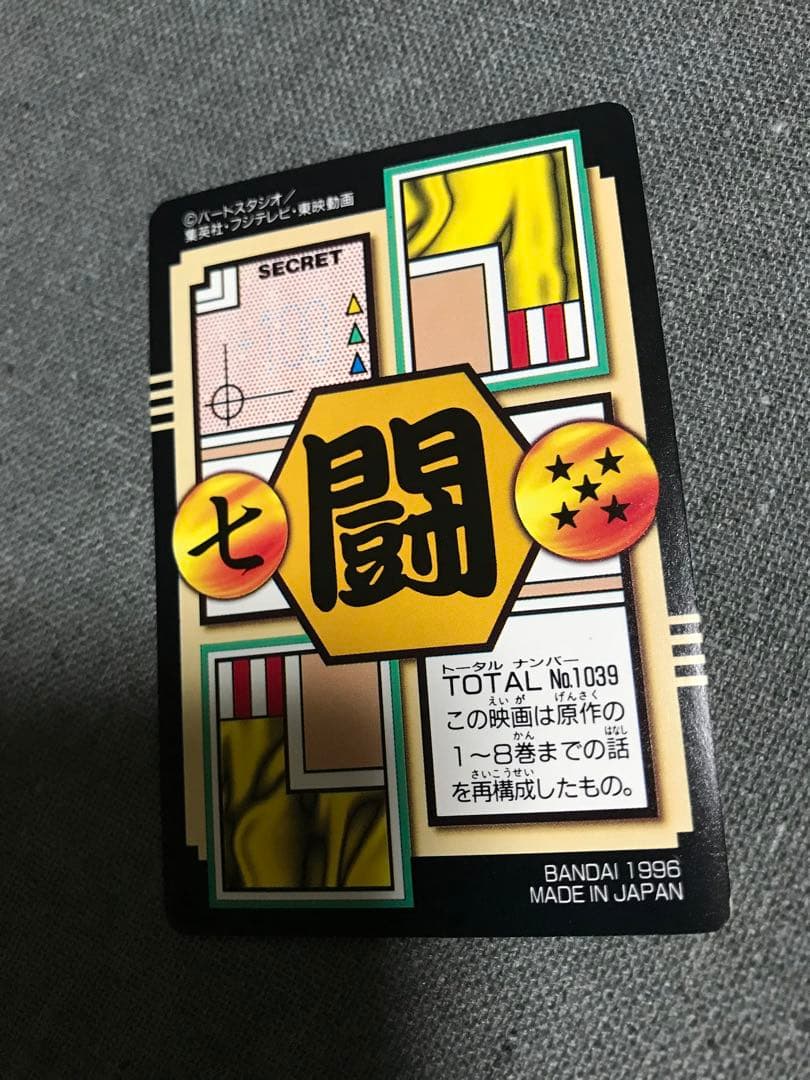 ©バードスタジオ/
集英社・フジテレビ・東映動画
SECRET
闘
七
トータル ナンバー
TOTAL No.1039
えいが げんさく
この映画は原作の
かん はなし
1〜8巻までの話
さいこうせい
を再構成したもの。
BANDAI 1996
MADE IN JAPAN